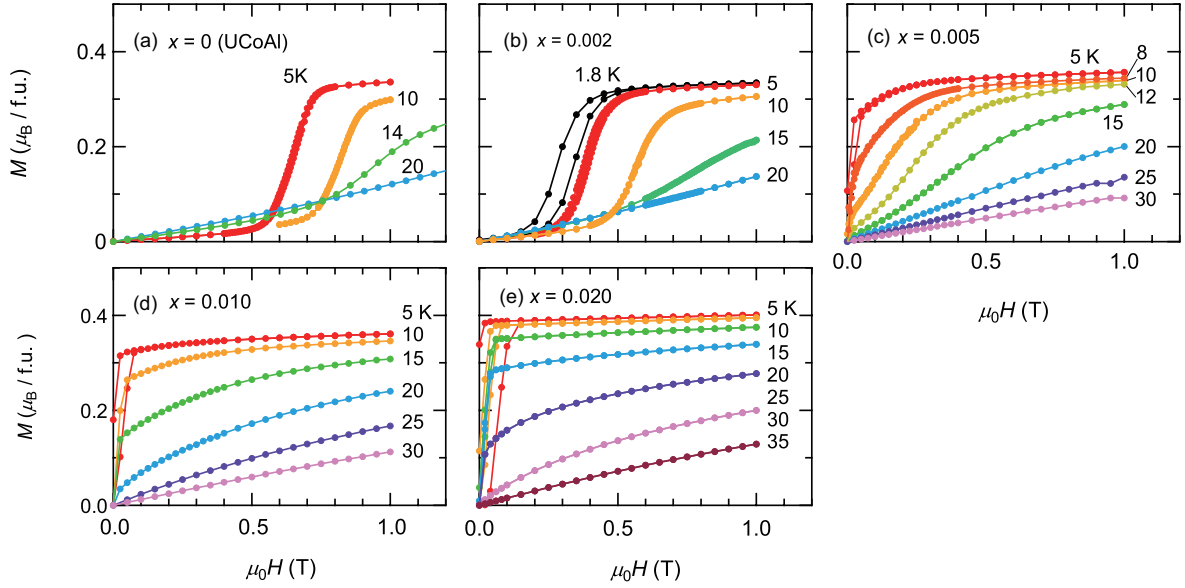 (a) x = 0 (UCoAl)
0.4
0.2
0
M (μB / f.u.)
5K
10
14
20
(b) x = 0.002
1.8 K
5
10
15
20
(c) x = 0.005
5 K
8
10
12
15
20
25
30
0.0 0.5 1.0
μ0H (T)
(d) x = 0.010
0.4
0.2
0.0
M (μB / f.u.)
5 K
10
15
20
25
30
0.0 0.5 1.0
μ0H (T)
(e) x = 0.020
5 K
10
15
20
25
30
35
0.0 0.5 1.0
μ0H (T)